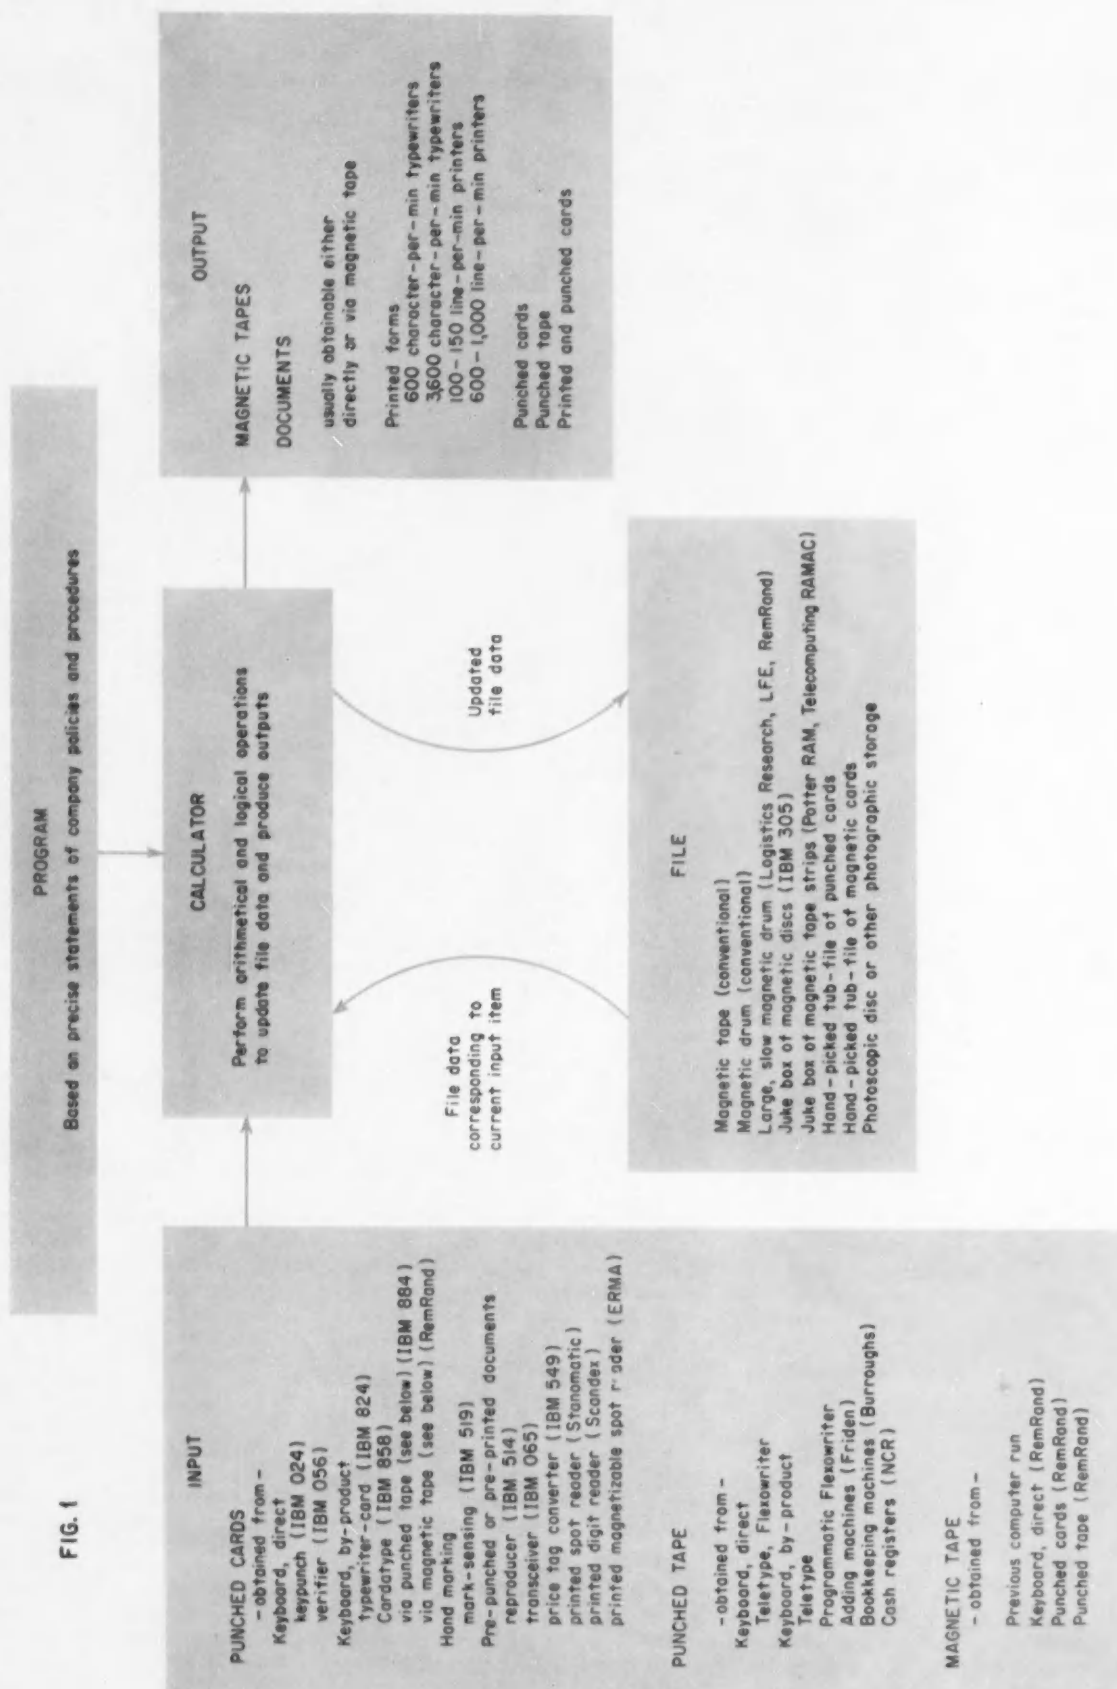 FIG. 1
PROGRAM
Based on precise statements of company policies and procedures
INPUT
PUNCHED CARDS
- obtained from -
Keyboard, direct
keypunch (IBM 024)
verifier (IBM 056)
Keyboard, by-product
typewriter-card (IBM 824)
Cardatype (IBM 858)
via punched tape (see below) (IBM 884)
via magnetic tape (see below) (RemRand)
Hand marking
mark-sensing (IBM 519)
Pre-punched or pre-printed documents
reproducer (IBM 514)
transceiver (IBM 065)
price tag converter (IBM 549)
printed spot reader (Stanomatic)
printed digit reader (Scandex)
printed magnetizable spot r ader (ERMA)
PUNCHED TAPE
- obtained from -
Keyboard, direct
Teletype, Flexowriter
Keyboard, by-product
Teletype
Programmatic Flexowriter
Adding machines (Friden)
Bookkeeping machines (Burroughs)
Cash registers (NCR)
MAGNETIC TAPE
- obtained from -
Previous computer run
Keyboard, direct (RemRand)
Punched cards (RemRand)
Punched tape (RemRand)
CALCULATOR
Perform arithmetical and logical operations
to update file data and produce outputs
File data
corresponding to
current input item
Updated
file data
FILE
Magnetic tape (conventional)
Magnetic drum (conventional)
Large, slow magnetic drum (Logistics Research, LFE, RemRand)
Juke box of magnetic discs (IBM 305)
Juke box of magnetic tape strips (Potter RAM, Telecomputing RAMAC)
Hand-picked tub-file of punched cards
Hand-picked tub-file of magnetic cards
Photoscopic disc or other photographic storage
OUTPUT
MAGNETIC TAPES
DOCUMENTS
usually obtainable either
directly or via magnetic tape
Printed forms
600 character-per-min typewriters
3,600 character-per-min typewriters
100-150 line-per-min printers
600-1,000 line-per-min printers
Punched cards
Punched tape
Printed and punched cards